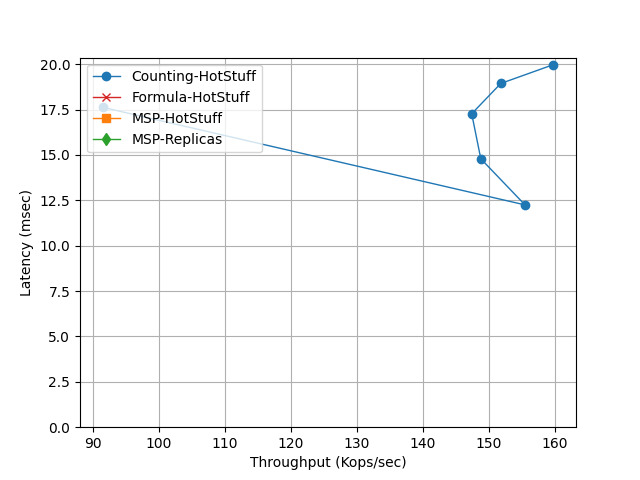 Counting-HotStuff
Formula-HotStuff
MSP-HotStuff
MSP-Replicas
20.0
17.5
15.0
12.5
10.0
7.5
5.0
2.5
0.0
Latency (msec)
90 100 110 120 130 140 150 160
Throughput (Kops/sec)